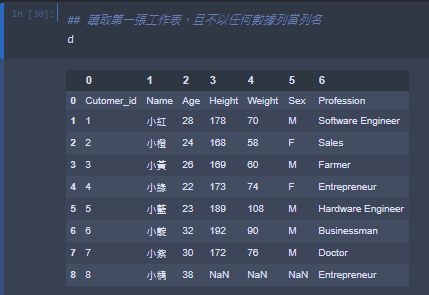 In [30]:
## 讀取第一張工作表，且不以任何數據列當列名
d
0 1 2 3 4 5 6
0 Cutomer_id Name Age Height Weight Sex Profession
1 1 小紅 28 178 70 M Software Engineer
2 2 小橙 24 168 58 F Sales
3 3 小黃 26 169 60 M Farmer
4 4 小綠 22 173 74 F Entrepreneur
5 5 小藍 23 189 108 M Hardware Engineer
6 6 小靛 32 192 90 M Businessman
7 7 小紫 30 172 76 M Doctor
8 8 小橘 38 NaN NaN NaN Entrepreneur